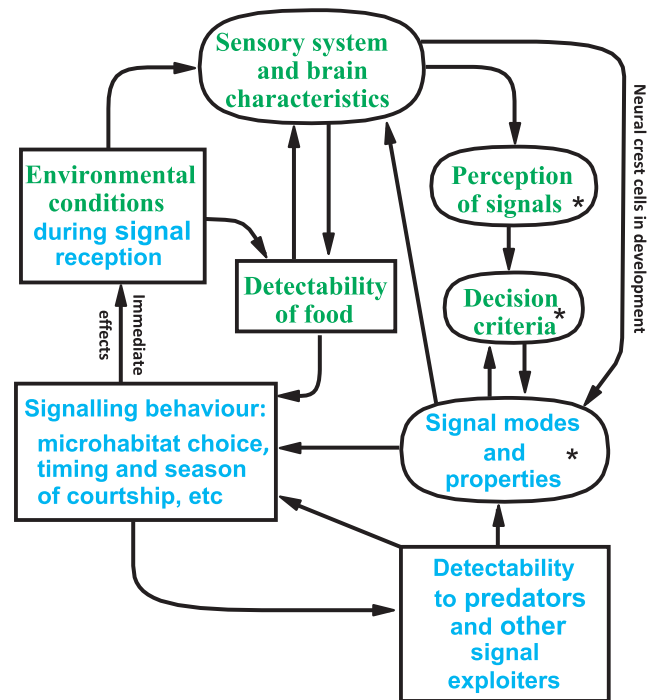 Sensory system
and brain
characteristics
Neural crest cells in development
Environmental
conditions
during signal
reception
Perception
of signals *
Detectability
of food
Decision
criteria *
Immediate
effects
Signalling behaviour:
microhabitat choice,
timing and season
of courtship, etc
Signal modes
and
properties *
Detectability
to predators
and other
signal
exploiters